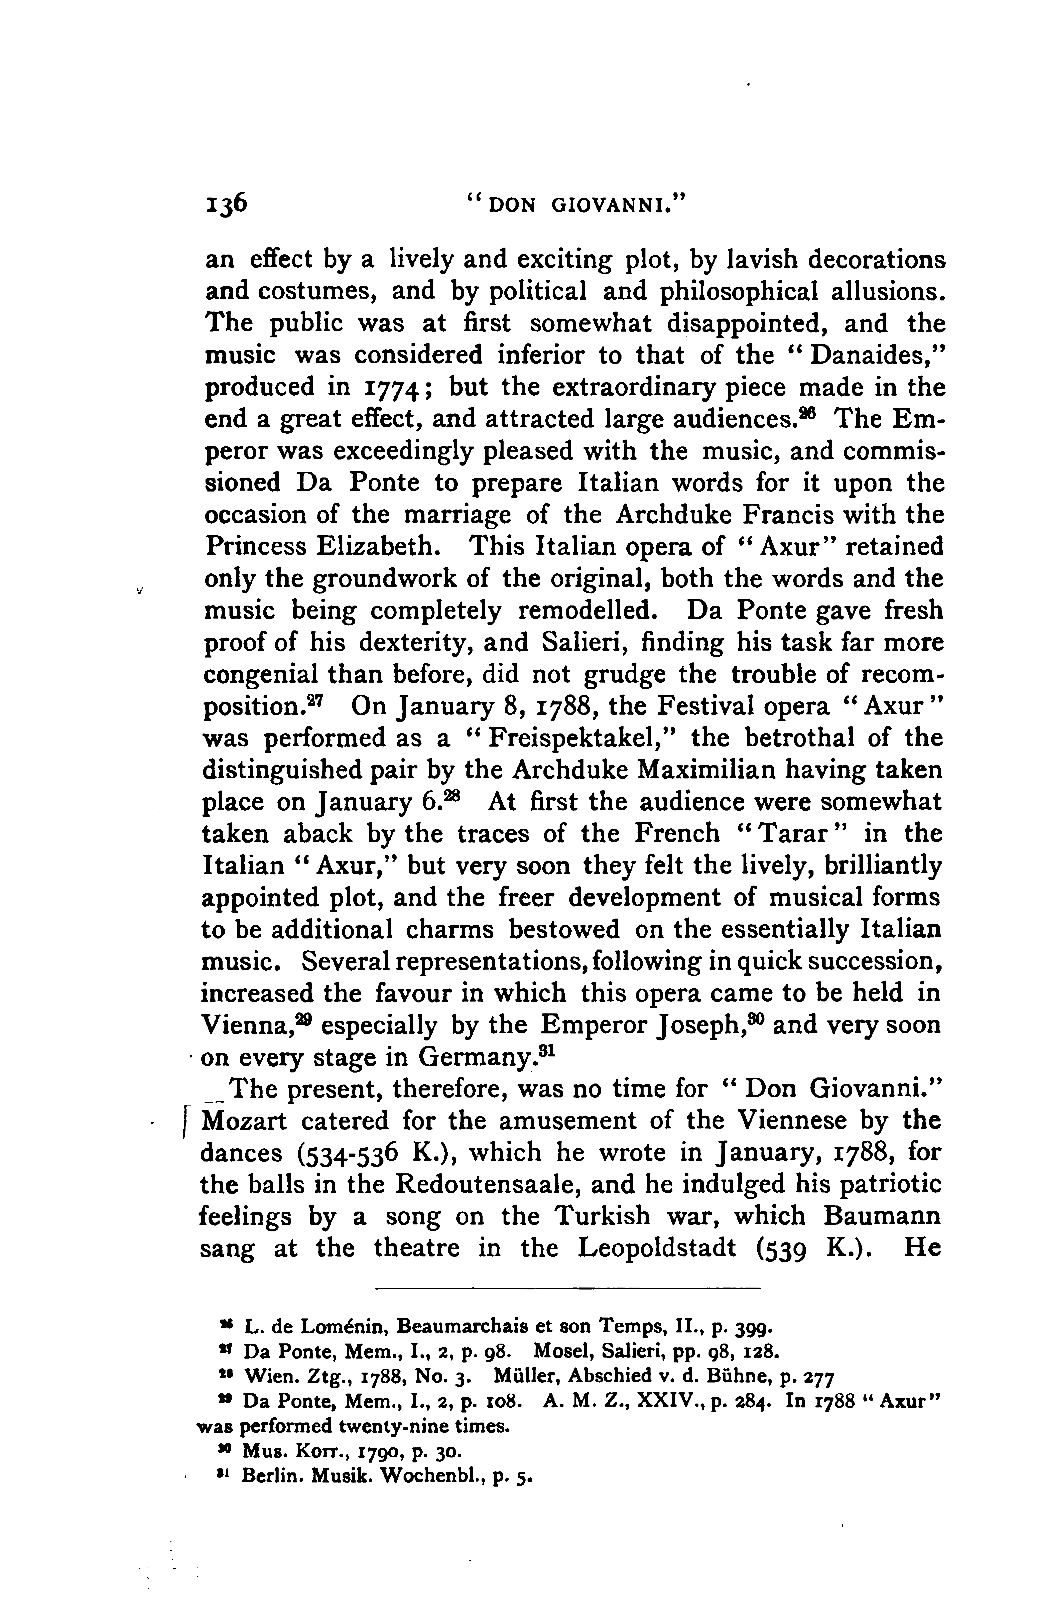 136 "DON GIOVANNI."
an effect by a lively and exciting plot, by lavish decorations
and costumes, and by political and philosophical allusions.
The public was at first somewhat disappointed, and the
music was considered inferior to that of the "Danaides,"
produced in 1774; but the extraordinary piece made in the
end a great effect, and attracted large audiences.²⁶ The Em-
peror was exceedingly pleased with the music, and commis-
sioned Da Ponte to prepare Italian words for it upon the
occasion of the marriage of the Archduke Francis with the
Princess Elizabeth. This Italian opera of "Axur" retained
only the groundwork of the original, both the words and the
music being completely remodelled. Da Ponte gave fresh
proof of his dexterity, and Salieri, finding his task far more
congenial than before, did not grudge the trouble of recom-
position.²⁷ On January 8, 1788, the Festival opera "Axur"
was performed as a "Freispektakel," the betrothal of the
distinguished pair by the Archduke Maximilian having taken
place on January 6.²⁸ At first the audience were somewhat
taken aback by the traces of the French "Tarar" in the
Italian "Axur," but very soon they felt the lively, brilliantly
appointed plot, and the freer development of musical forms
to be additional charms bestowed on the essentially Italian
music. Several representations, following in quick succession,
increased the favour in which this opera came to be held in
Vienna,²⁹ especially by the Emperor Joseph,³⁰ and very soon
on every stage in Germany.³¹
The present, therefore, was no time for "Don Giovanni."
Mozart catered for the amusement of the Viennese by the
dances (534-536 K.), which he wrote in January, 1788, for
the balls in the Redoutensaale, and he indulged his patriotic
feelings by a song on the Turkish war, which Baumann
sang at the theatre in the Leopoldstadt (539 K.). He
²⁶ L. de Loménin, Beaumarchais et son Temps, II., p. 399.
²⁷ Da Ponte, Mem., I., 2, p. 98. Mosel, Salieri, pp. 98, 128.
²⁸ Wien. Ztg., 1788, No. 3. Müller, Abschied v. d. Bühne, p. 277
²⁹ Da Ponte, Mem., I., 2, p. 108. A. M. Z., XXIV., p. 284. In 1788 "Axur"
was performed twenty-nine times.
³⁰ Mus. Korr., 1790, p. 30.
³¹ Berlin. Musik. Wochenbl., p. 5.